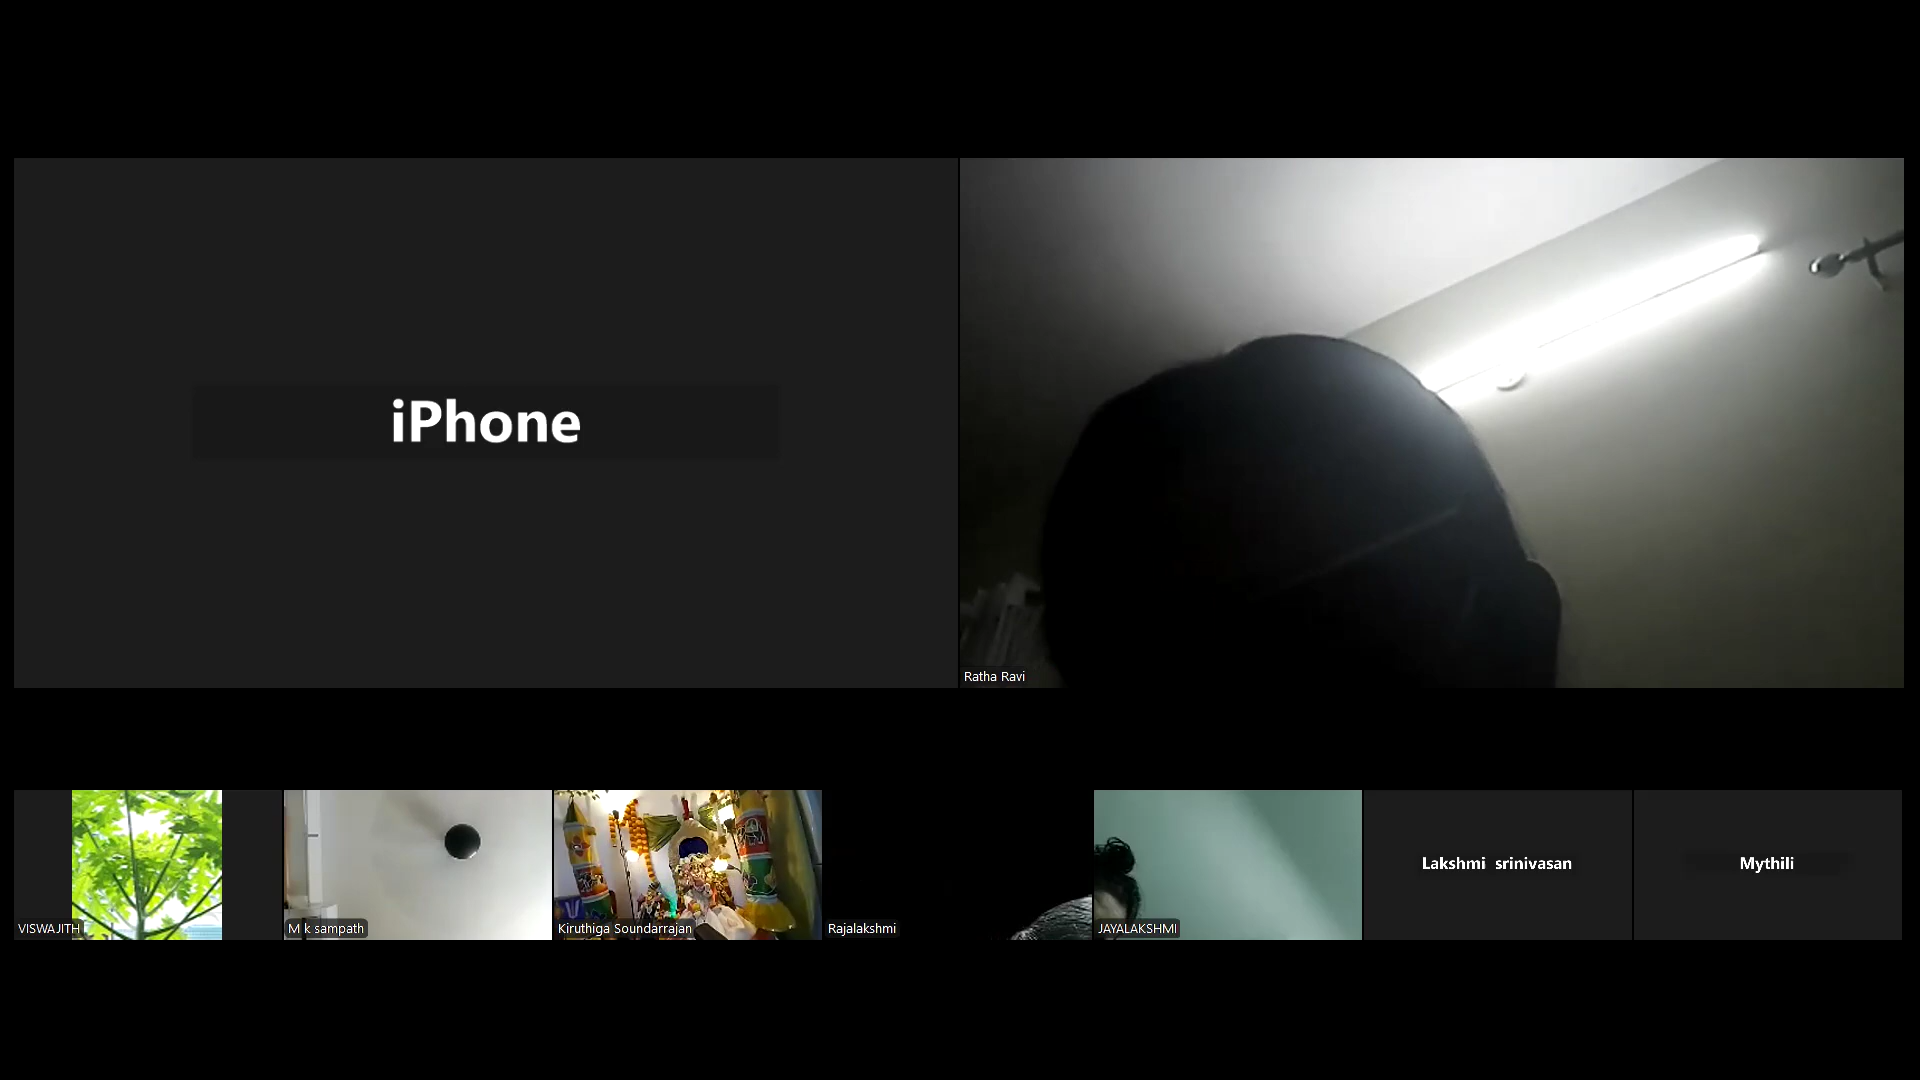 iPhone
Ratha Ravi
VISWAJITH
M k sampath
Kiruthiga Soundarrajan
Rajalakshmi
JAYALAKSHMI
Lakshmi srinivasan
Mythili